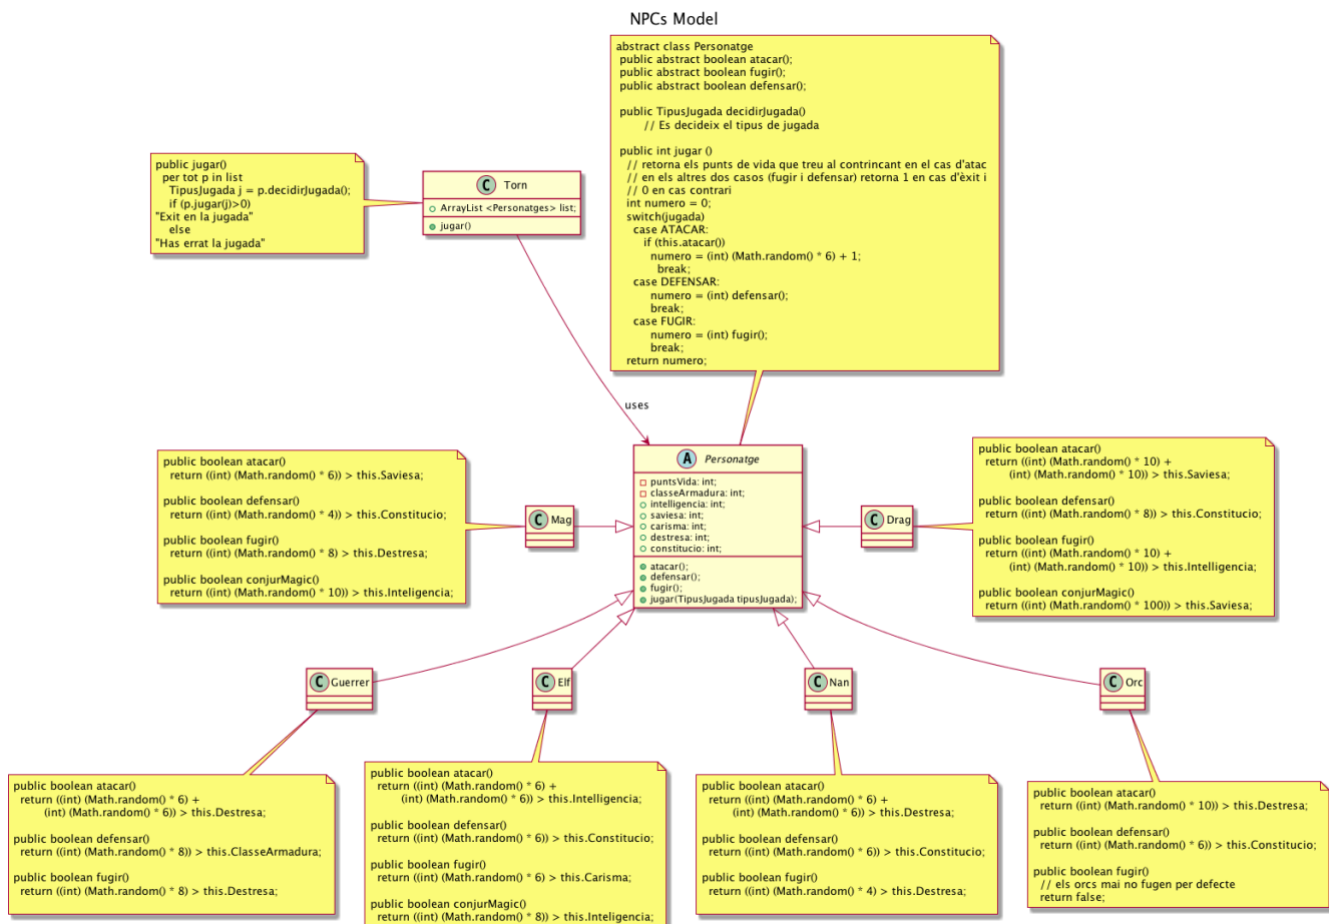 NPCs Model
abstract class Personatge
public abstract boolean atacar();
public abstract boolean fugir();
public abstract boolean defensar();
public TipusJugada decidirJugada()
// Es decideix el tipus de jugada
public int jugar ()
// retorna els punts de vida que treu al contrincant en el cas d'atac
// en els altres dos casos (fugir i defensar) retorna 1 en cas d'èxit i
// 0 en cas contrari
int numero = 0;
switch(jugada)
case ATACAR:
if (this.atacar())
numero = (int) (Math.random() * 6) + 1;
break;
case DEFENSAR:
numero = (int) defensar();
break;
case FUGIR:
numero = (int) fugir();
break;
return numero;
public jugar()
per tot p in list
TipusJugada j = p.decidirJugada();
if (p.jugar(j)>0)
"Exit en la jugada"
else
"Has errat la jugada"
C Torn
ArrayList <Personatges> list;
jugar()
uses
public boolean atacar()
return ((int) (Math.random() * 6)) > this.Saviesa;
public boolean defensar()
return ((int) (Math.random() * 4)) > this.Constitucio;
public boolean fugir()
return ((int) (Math.random() * 8) > this.Destresa;
public boolean conjurMagic()
return ((int) (Math.random() * 10)) > this.Inteligencia;
C Mag
A Personatge
puntsVida: int;
classeArmadura: int;
intelligencia: int;
saviesa: int;
carisma: int;
destresa: int;
constitucio: int;
atacar();
defensar();
fugir();
jugar(TipusJugada tipusJugada);
C Drag
public boolean atacar()
return ((int) (Math.random() * 10) +
(int) (Math.random() * 10)) > this.Saviesa;
public boolean defensar()
return ((int) (Math.random() * 8)) > this.Constitucio;
public boolean fugir()
return ((int) (Math.random() * 10) +
(int) (Math.random() * 10)) > this.Intelligencia;
public boolean conjurMagic()
return ((int) (Math.random() * 100)) > this.Saviesa;
C Guerrer
C Elf
C Nan
C Orc
public boolean atacar()
return ((int) (Math.random() * 6) +
(int) (Math.random() * 6)) > this.Destresa;
public boolean defensar()
return ((int) (Math.random() * 8)) > this.ClasseArmadura;
public boolean fugir()
return ((int) (Math.random() * 8) > this.Destresa;
public boolean atacar()
return ((int) (Math.random() * 6) +
(int) (Math.random() * 6)) > this.Intelligencia;
public boolean defensar()
return ((int) (Math.random() * 6)) > this.Constitucio;
public boolean fugir()
return ((int) (Math.random() * 6) > this.Carisma;
public boolean conjurMagic()
return ((int) (Math.random() * 8)) > this.Inteligencia;
public boolean atacar()
return ((int) (Math.random() * 6) +
(int) (Math.random() * 6)) > this.Destresa;
public boolean defensar()
return ((int) (Math.random() * 6)) > this.Constitucio;
public boolean fugir()
return ((int) (Math.random() * 4) > this.Destresa;
public boolean atacar()
return ((int) (Math.random() * 10)) > this.Destresa;
public boolean defensar()
return ((int) (Math.random() * 6)) > this.Constitucio;
public boolean fugir()
// els orcs mai no fugen per defecte
return false;